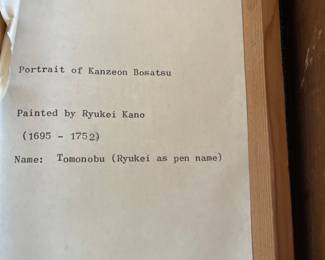 Portrait of Kanzeon Bosatsu
Painted by Ryukei Kano
(1695 - 1752)
Name: Tomonobu (Ryukei as pen name)